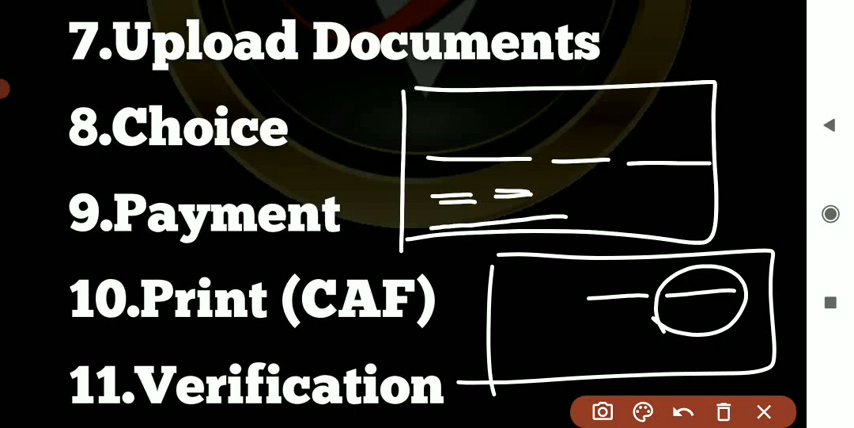 7.Upload Documents
8.Choice
9.Payment
10.Print (CAF)
11.Verification